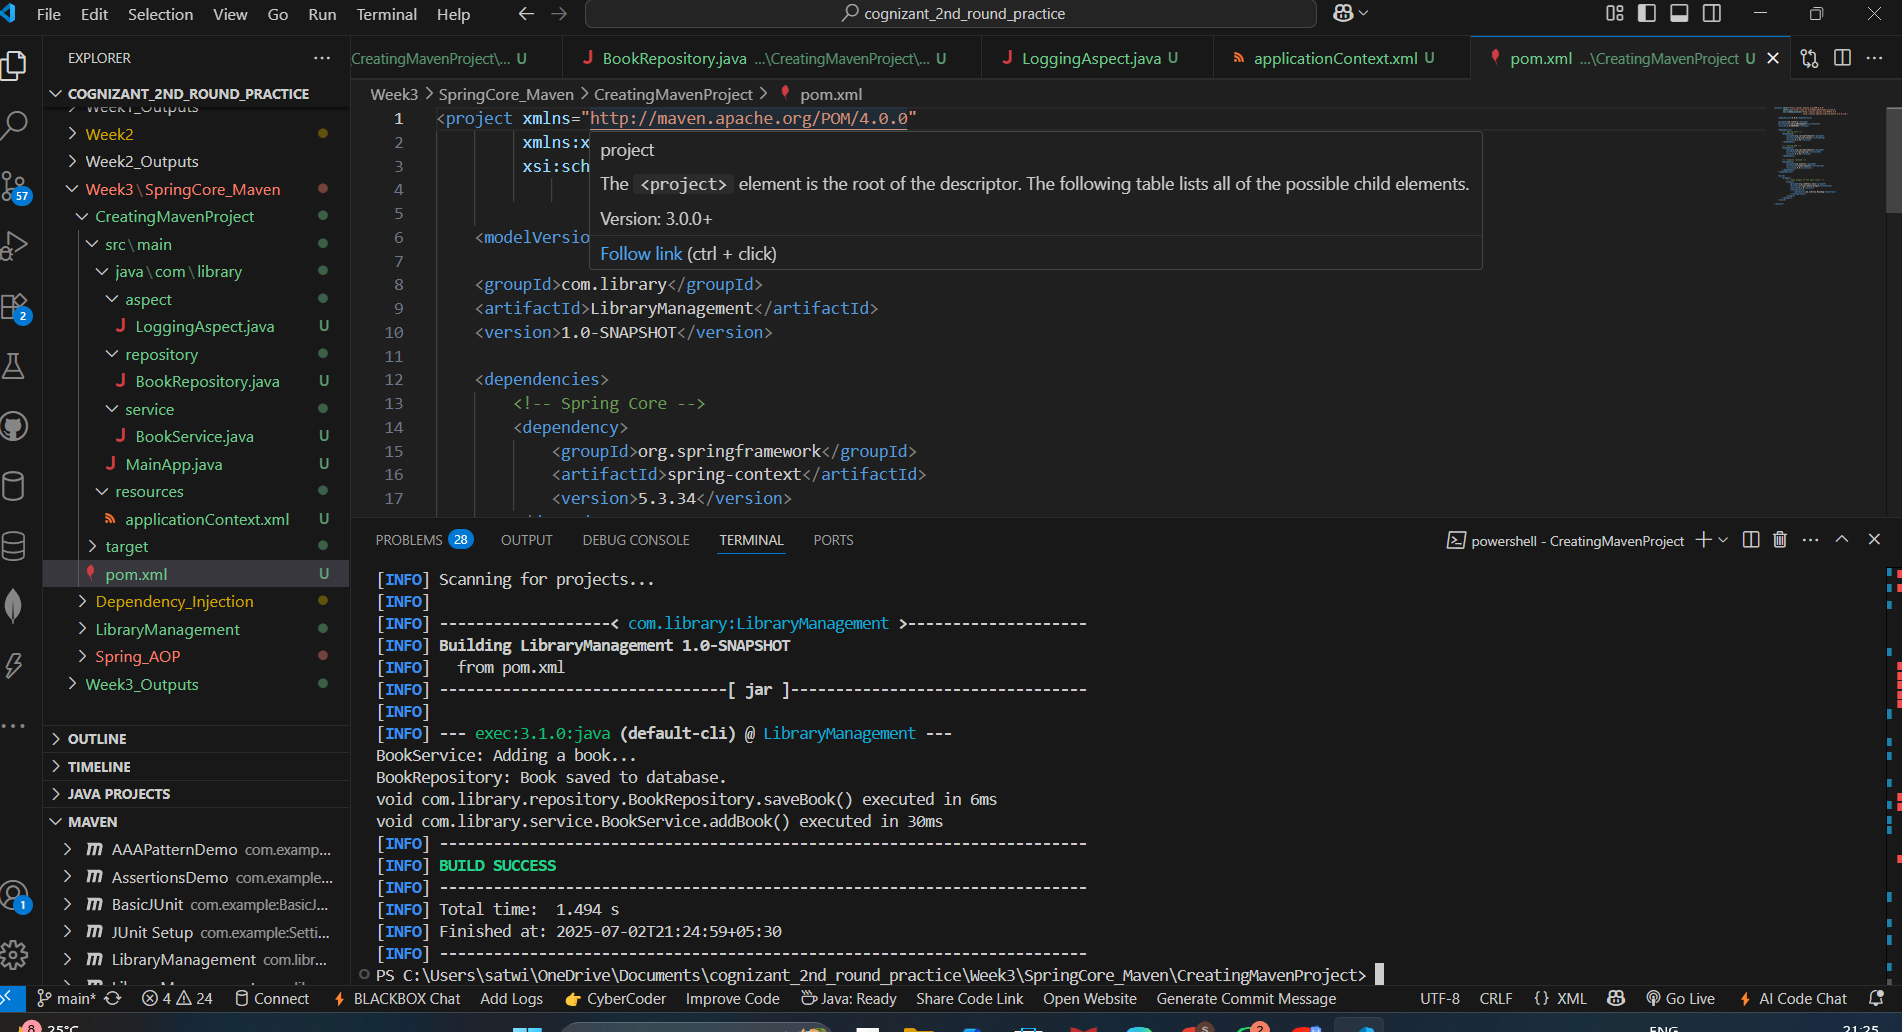 File Edit Selection View Go Run Terminal Help
cognizant_2nd_round_practice
EXPLORER
COGNIZANT_2ND_ROUND_PRACTICE
Week1_Outputs
Week2
Week2_Outputs
Week3\SpringCore_Maven
CreatingMavenProject
src\main
java\com\library
aspect
LoggingAspect.java U
repository
BookRepository.java U
service
BookService.java U
MainApp.java U
resources
applicationContext.xml U
target
pom.xml U
Dependency_Injection
LibraryManagement
Spring_AOP
Week3_Outputs
OUTLINE
TIMELINE
JAVA PROJECTS
MAVEN
AAAPatternDemo com.examp...
AssertionsDemo com.example...
BasicJUnit com.example:BasicJ...
JUnit Setup com.example:Setti...
LibraryManagement com.libr...
57
2
1
CreatingMavenProject\... U
BookRepository.java ...\CreatingMavenProject\... U
LoggingAspect.java U
applicationContext.xml U
pom.xml ...\CreatingMavenProject U
Week3 > SpringCore_Maven > CreatingMavenProject > pom.xml
1 <project xmlns="http://maven.apache.org/POM/4.0.0"
2 xmlns:x
3 xsi:sch
4
5
6 <modelVersio
7
8 <groupId>com.library</groupId>
9 <artifactId>LibraryManagement</artifactId>
10 <version>1.0-SNAPSHOT</version>
11
12 <dependencies>
13 <!-- Spring Core -->
14 <dependency>
15 <groupId>org.springframework</groupId>
16 <artifactId>spring-context</artifactId>
17 <version>5.3.34</version>
project
The <project> element is the root of the descriptor. The following table lists all of the possible child elements.
Version: 3.0.0+
Follow link (ctrl + click)
PROBLEMS 28 OUTPUT DEBUG CONSOLE TERMINAL PORTS
powershell - CreatingMavenProject
[INFO] Scanning for projects...
[INFO]
[INFO] -------------------< com.library:LibraryManagement >--------------------
[INFO] Building LibraryManagement 1.0-SNAPSHOT
[INFO]   from pom.xml
[INFO] --------------------------------[ jar ]---------------------------------
[INFO]
[INFO] --- exec:3.1.0:java (default-cli) @ LibraryManagement ---
BookService: Adding a book...
BookRepository: Book saved to database.
void com.library.repository.BookRepository.saveBook() executed in 6ms
void com.library.service.BookService.addBook() executed in 30ms
[INFO] ------------------------------------------------------------------------
[INFO] BUILD SUCCESS
[INFO] ------------------------------------------------------------------------
[INFO] Total time:  1.494 s
[INFO] Finished at: 2025-07-02T21:24:59+05:30
[INFO] ------------------------------------------------------------------------
PS C:\Users\satwi\OneDrive\Documents\cognizant_2nd_round_practice\Week3\SpringCore_Maven\CreatingMavenProject>
main* 4 24 Connect BLACKBOX Chat Add Logs CyberCoder Improve Code Java: Ready Share Code Link Open Website Generate Commit Message UTF-8 CRLF {} XML Go Live AI Code Chat
8 25°C ENG 21:25